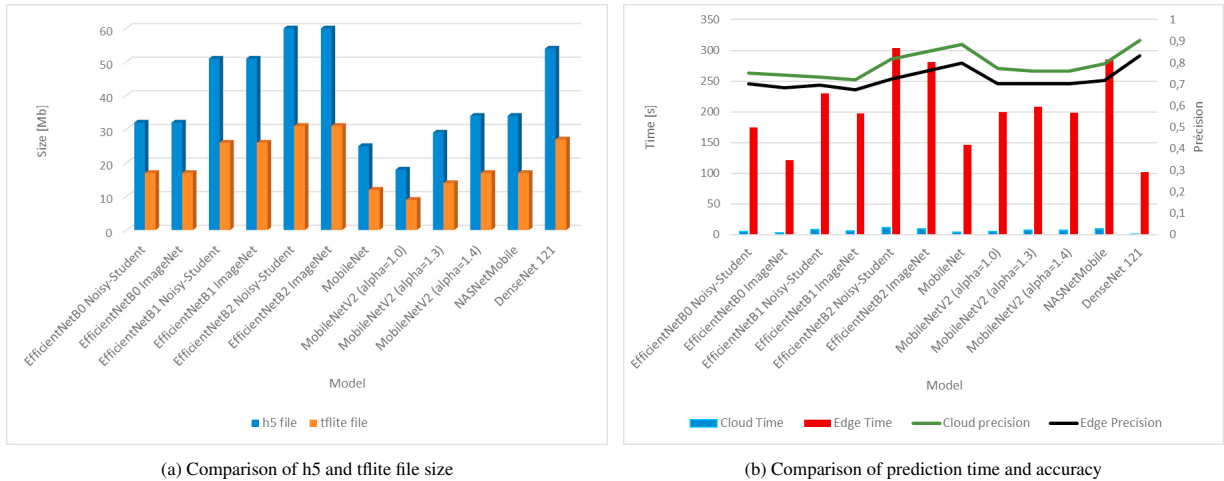 60
50
40
30
20
10
0
Size [Mb]
EfficientNetB0 Noisy-Student
EfficientNetB0 ImageNet
EfficientNetB1 Noisy-Student
EfficientNetB1 ImageNet
EfficientNetB2 Noisy-Student
EfficientNetB2 ImageNet
MobileNet
MobileNetV2 (alpha=1.0)
MobileNetV2 (alpha=1.3)
MobileNetV2 (alpha=1.4)
NASNetMobile
DenseNet 121
Model
h5 file
tflite file
(a) Comparison of h5 and tflite file size
350
300
250
200
150
100
50
0
Time [s]
1
0,9
0,8
0,7
0,6
0,5
0,4
0,3
0,2
0,1
0
Précision
EfficientNetB0 Noisy-Student
EfficientNetB0 ImageNet
EfficientNetB1 Noisy-Student
EfficientNetB1 ImageNet
EfficientNetB2 Noisy-Student
EfficientNetB2 ImageNet
MobileNet
MobileNetV2 (alpha=1.0)
MobileNetV2 (alpha=1.3)
MobileNetV2 (alpha=1.4)
NASNetMobile
DenseNet 121
Model
Cloud Time
Edge Time
Cloud precision
Edge Precision
(b) Comparison of prediction time and accuracy